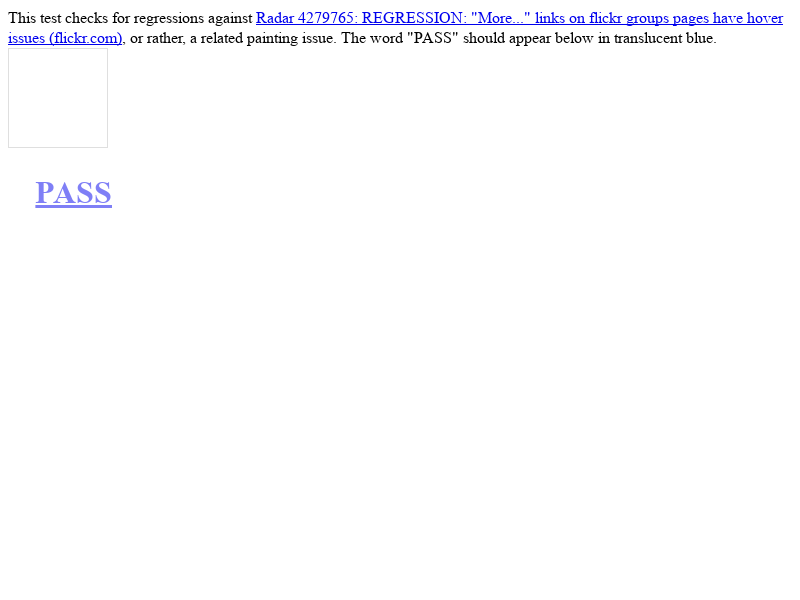 This test checks for regressions against Radar 4279765: REGRESSION: "More..." links on flickr groups pages have hover
issues (flickr.com), or rather, a related painting issue. The word "PASS" should appear below in translucent blue.
PASS